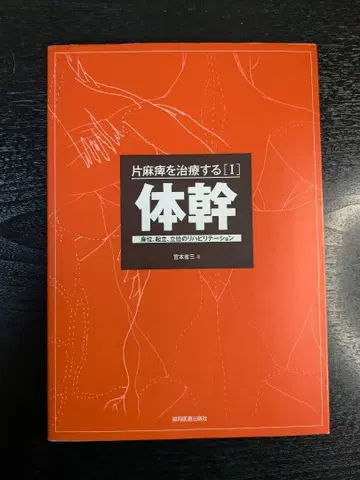 片麻痺を治療する[Ⅰ]
体幹
座位、起立、立位のリハビリテーション
宮本省三 著
協同医書出版社